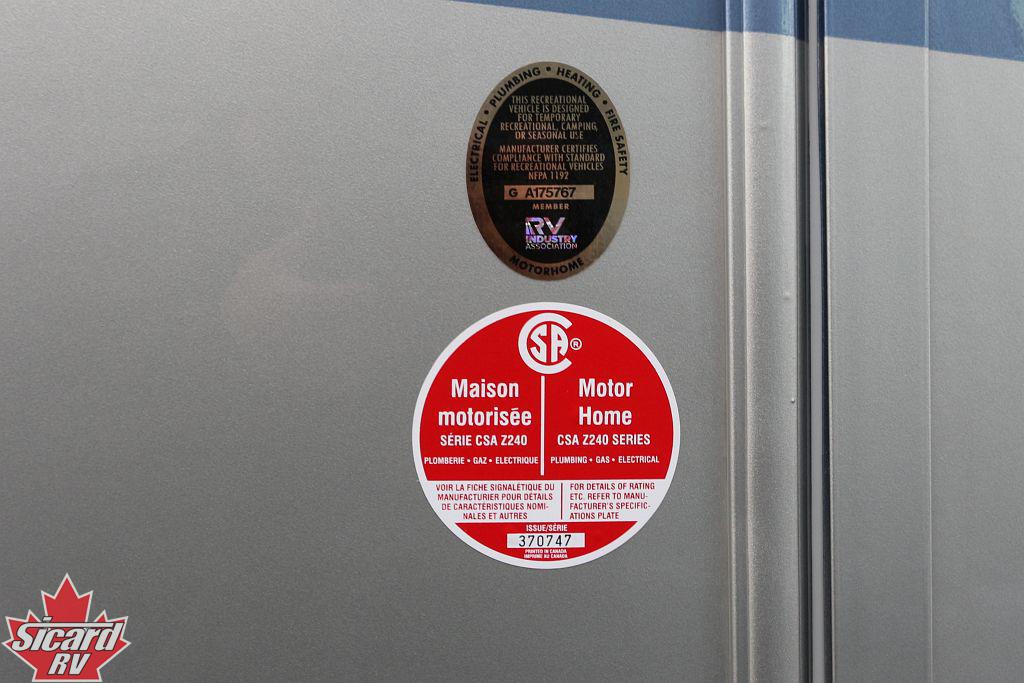 ELECTRICAL • PLUMBING • HEATING • FIRE SAFETY
THIS RECREATIONAL
VEHICLE IS DESIGNED
FOR TEMPORARY
RECREATIONAL, CAMPING,
OR SEASONAL USE
MANUFACTURER CERTIFIES
COMPLIANCE WITH STANDARD
FOR RECREATIONAL VEHICLES
NFPA 1192
G A175767
MEMBER
RV
INDUSTRY
ASSOCIATION
MOTORHOME
CSA®
Maison
motorisée
SÉRIE CSA Z240
PLOMBERIE • GAZ • ELECTRIQUE
Motor
Home
CSA Z240 SERIES
PLUMBING • GAS • ELECTRICAL
VOIR LA FICHE SIGNALÉTIQUE DU
MANUFACTURIER POUR DÉTAILS
DE CARACTÉRISTIQUES NOMI-
NALES ET AUTRES
FOR DETAILS OF RATING
ETC. REFER TO MANU-
FACTURER'S SPECIFIC-
ATIONS PLATE
ISSUE/SÉRIE
370747
PRINTED IN CANADA
IMPRIMÉ AU CANADA
Sicard
RV